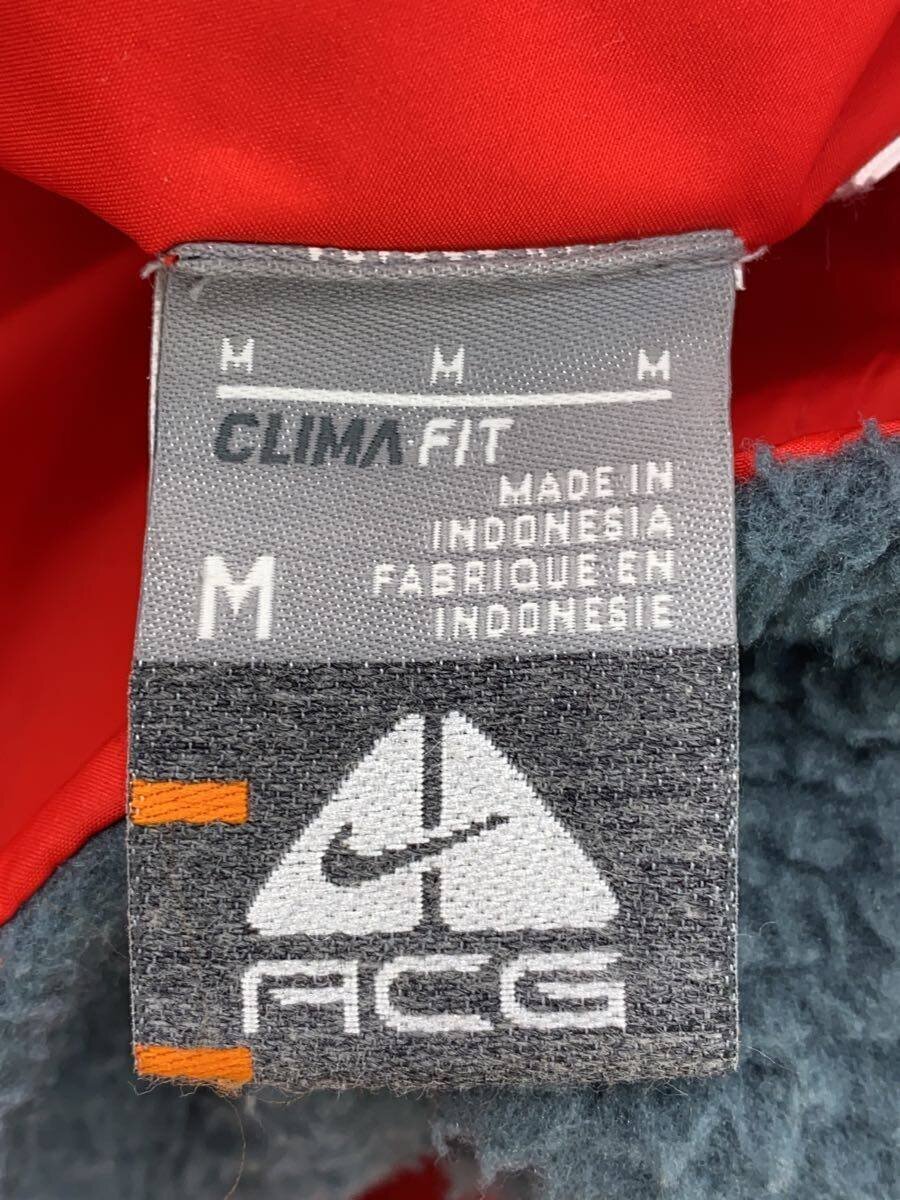 M M M
CLIMA-FIT
MADE IN
INDONESIA
FABRIQUE EN
INDONESIE
M
ACG